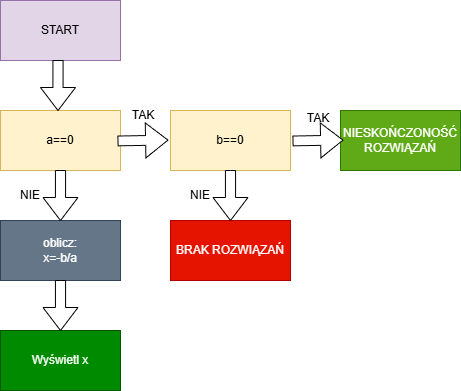 START
TAK
a==0
b==0
TAK
NIESKOŃCZONOŚĆ
ROZWIĄZAŃ
NIE
NIE
oblicz:
x=-b/a
BRAK ROZWIĄZAŃ
Wyświetl x